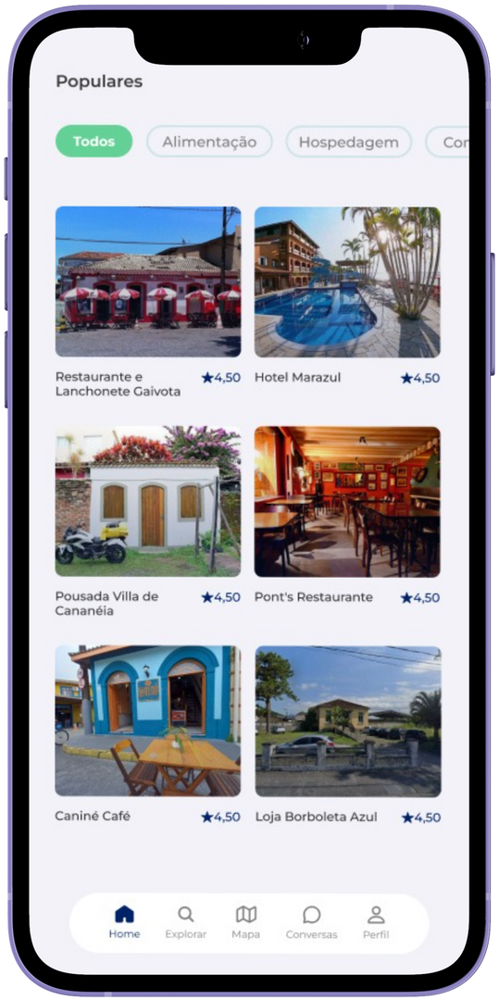 Populares
Todos
Alimentação
Hospedagem
Con
Restaurante e
Lanchonete Gaivota
★4,50
Hotel Marazul
★4,50
Pousada Villa de
Cananéia
★4,50
Pont's Restaurante
★4,50
Caniné Café
★4,50
Loja Borboleta Azul
★4,50
Home
Explorar
Mapa
Conversas
Perfil